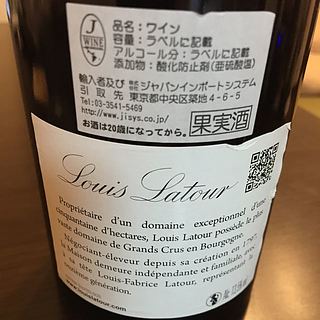 J
WINE
品名：ワイン
容量：ラベルに記載
アルコール分：ラベルに記載
添加物：酸化防止剤（亜硫酸塩）
輸入者及び 株式会社 ジャパンインポートシステム
引取先 東京都中央区築地4-6-5
Tel:03-3541-5469
http://www.jisys.co.jp
お酒は20歳になってから。
果実酒
Louis Latour
Propriétaire d'un domaine exceptionnel d'une
cinquantaine d'hectares, Louis Latour possède le plus
vaste domaine de Grands Crus en Bourgogne.
Négociant-éleveur depuis sa création en 1797,
la Maison demeure indépendante et familiale avec
à sa tête Louis-Fabrice Latour, représentant la
génération.
louislatour.com